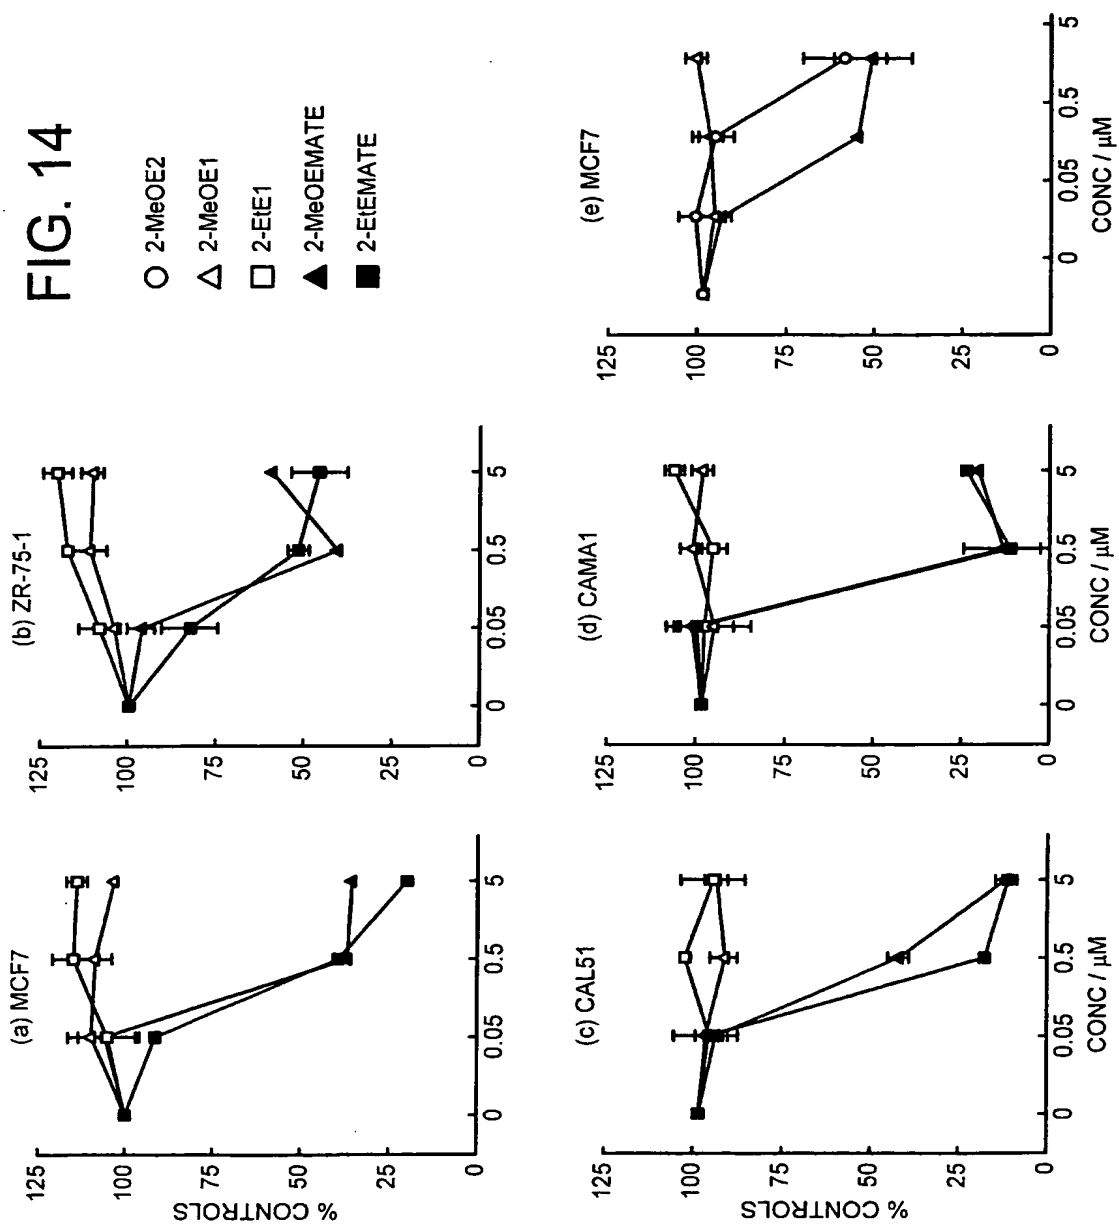 FIG. 14
(a) MCF7
% CONTROLS
125
100
75
50
25
0
0 0.05 0.5 5
(b) ZR-75-1
125
100
75
50
25
0
0 0.05 0.5 5
2-MeOE2
2-MeOE1
2-EtE1
2-MeOEMATE
2-EtEMATE
(c) CAL51
% CONTROLS
125
100
75
50
25
0
0 0.05 0.5 5
CONC / µM
(d) CAMA1
125
100
75
50
25
0
0 0.05 0.5 5
CONC / µM
(e) MCF7
125
100
75
50
25
0
0 0.05 0.5 5
CONC / µM